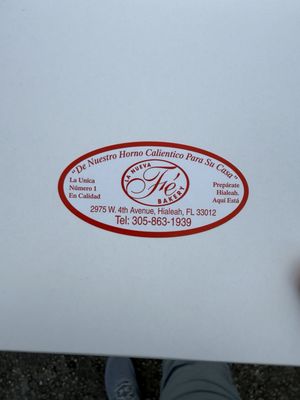 "De Nuestro Horno Calientico Para Su Casa"
La Unica
Número 1
En Calidad
LA NUEVA
Fé
BAKERY
Prepárate
Hialeah.
Aquí Está
2975 W. 4th Avenue, Hialeah, FL 33012
Tel: 305-863-1939